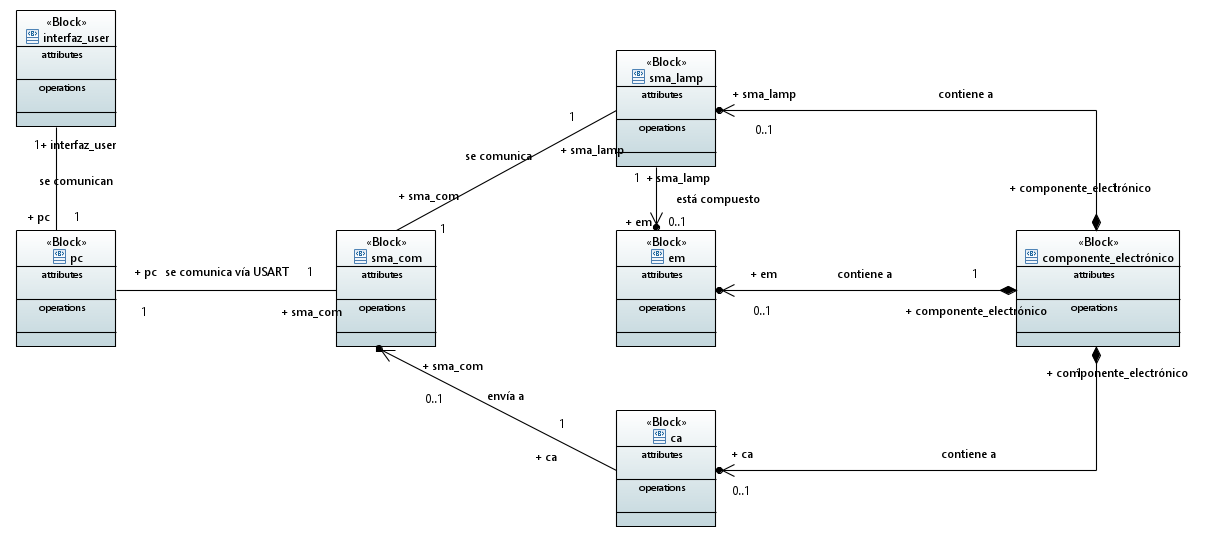 «Block»
interfaz_user
attributes
operations
1
+ interfaz_user
se comunican
+ pc
1
«Block»
pc
attributes
operations
+ pc
se comunica vía USART
1
1
+ sma_com
«Block»
sma_com
attributes
operations
+ sma_com
1
se comunica
1
+ sma_lamp
«Block»
sma_lamp
attributes
operations
+ sma_lamp
0..1
contiene a
+ componente_electrónico
1
1
+ sma_lamp
está compuesto
+ em
0..1
«Block»
em
attributes
operations
+ em
0..1
contiene a
1
+ componente_electrónico
«Block»
componente_electrónico
attributes
operations
+ componente_electrónico
1
+ sma_com
0..1
envía a
1
+ ca
«Block»
ca
attributes
operations
+ ca
0..1
contiene a